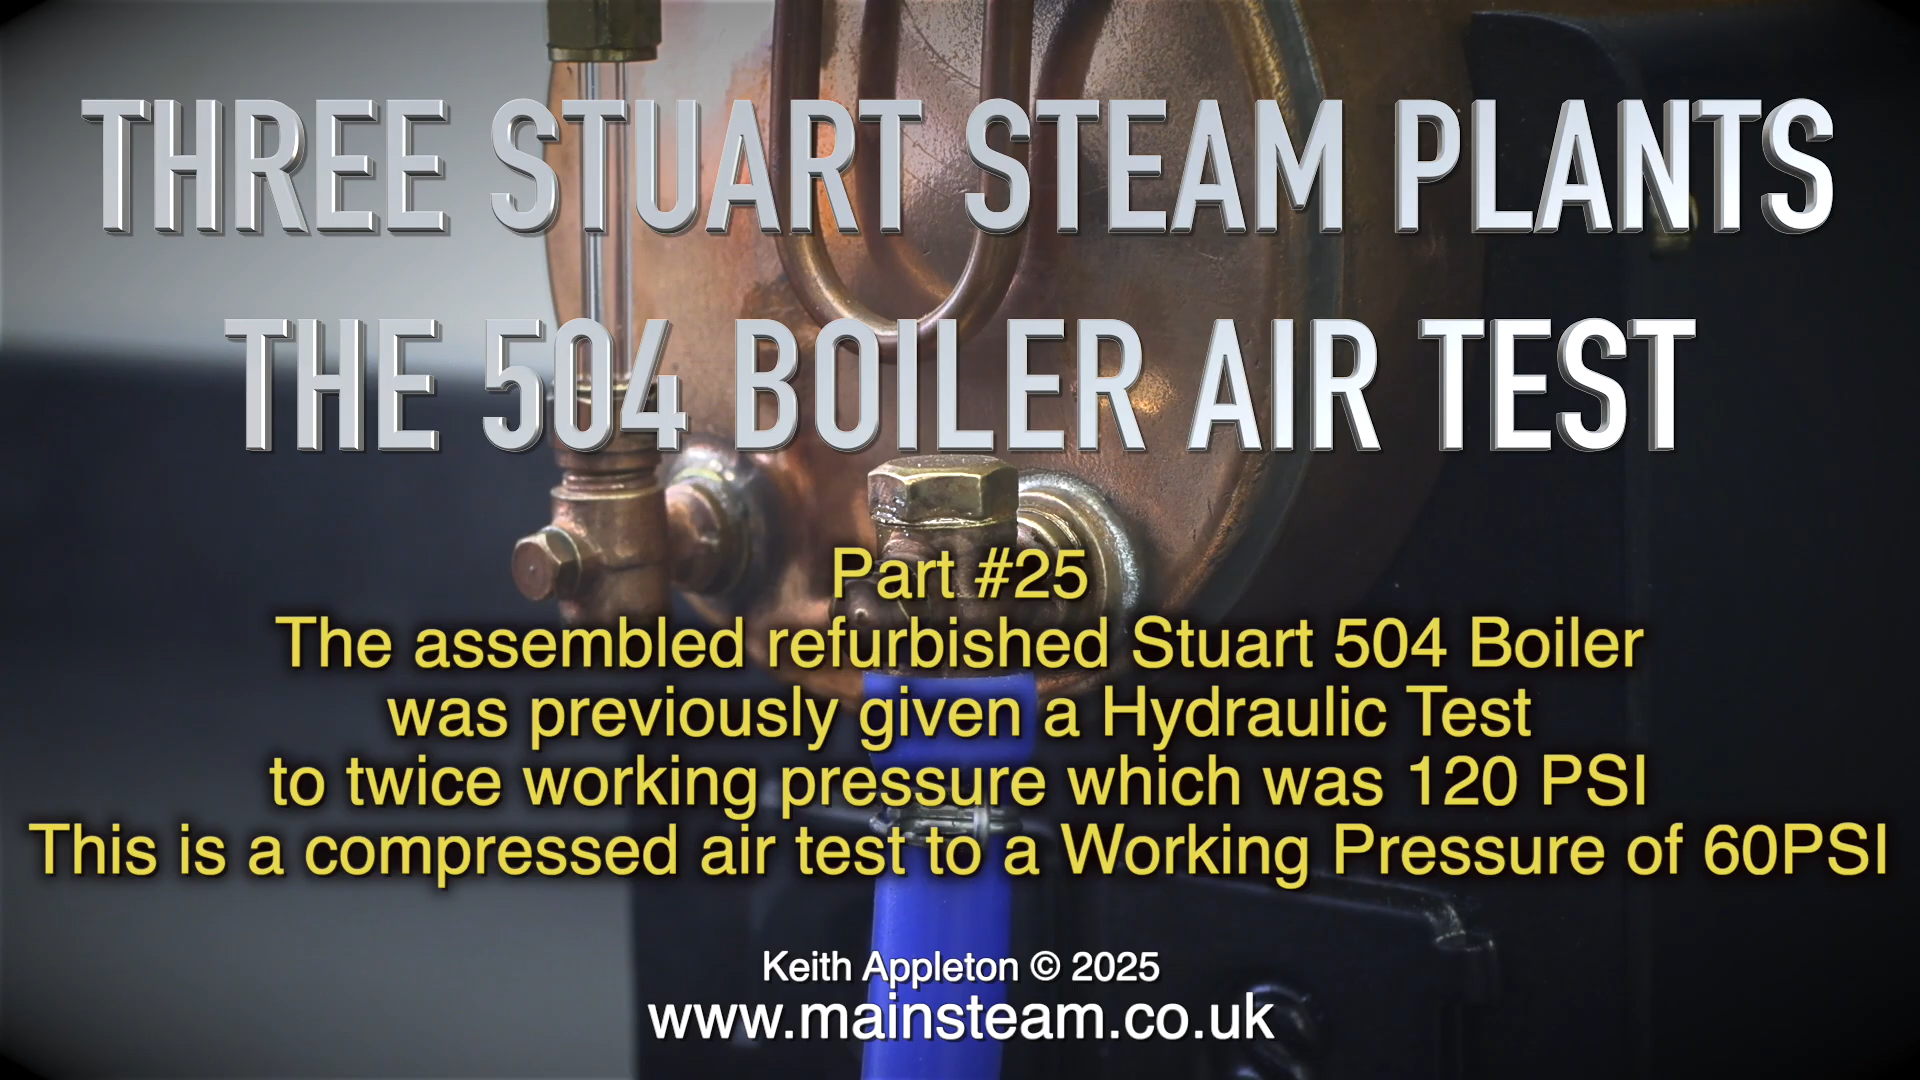 THREE STUART STEAM PLANTS
THE 504 BOILER AIR TEST
Part #25
The assembled refurbished Stuart 504 Boiler
was previously given a Hydraulic Test
to twice working pressure which was 120 PSI
This is a compressed air test to a Working Pressure of 60PSI
Keith Appleton © 2025
www.mainsteam.co.uk